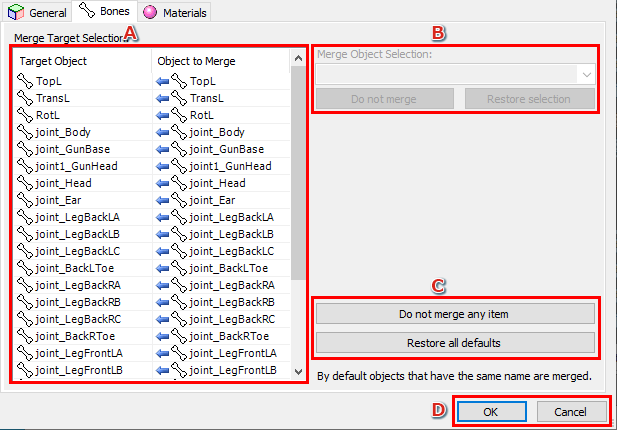 General Bones Materials
A
Merge Target Selection:
Target Object Object to Merge
TopL TopL
TransL TransL
RotL RotL
joint_Body joint_Body
joint_GunBase joint_GunBase
joint1_GunHead joint1_GunHead
joint_Head joint_Head
joint_Ear joint_Ear
joint_LegBackLA joint_LegBackLA
joint_LegBackLB joint_LegBackLB
joint_LegBackLC joint_LegBackLC
joint_BackLToe joint_BackLToe
joint_LegBackRA joint_LegBackRA
joint_LegBackRB joint_LegBackRB
joint_LegBackRC joint_LegBackRC
joint_BackRToe joint_BackRToe
joint_LegFrontLA joint_LegFrontLA
joint_LegFrontLB joint_LegFrontLB
B
Merge Object Selection:
Do not merge Restore selection
C
Do not merge any item
Restore all defaults
By default objects that have the same name are merged.
D OK Cancel